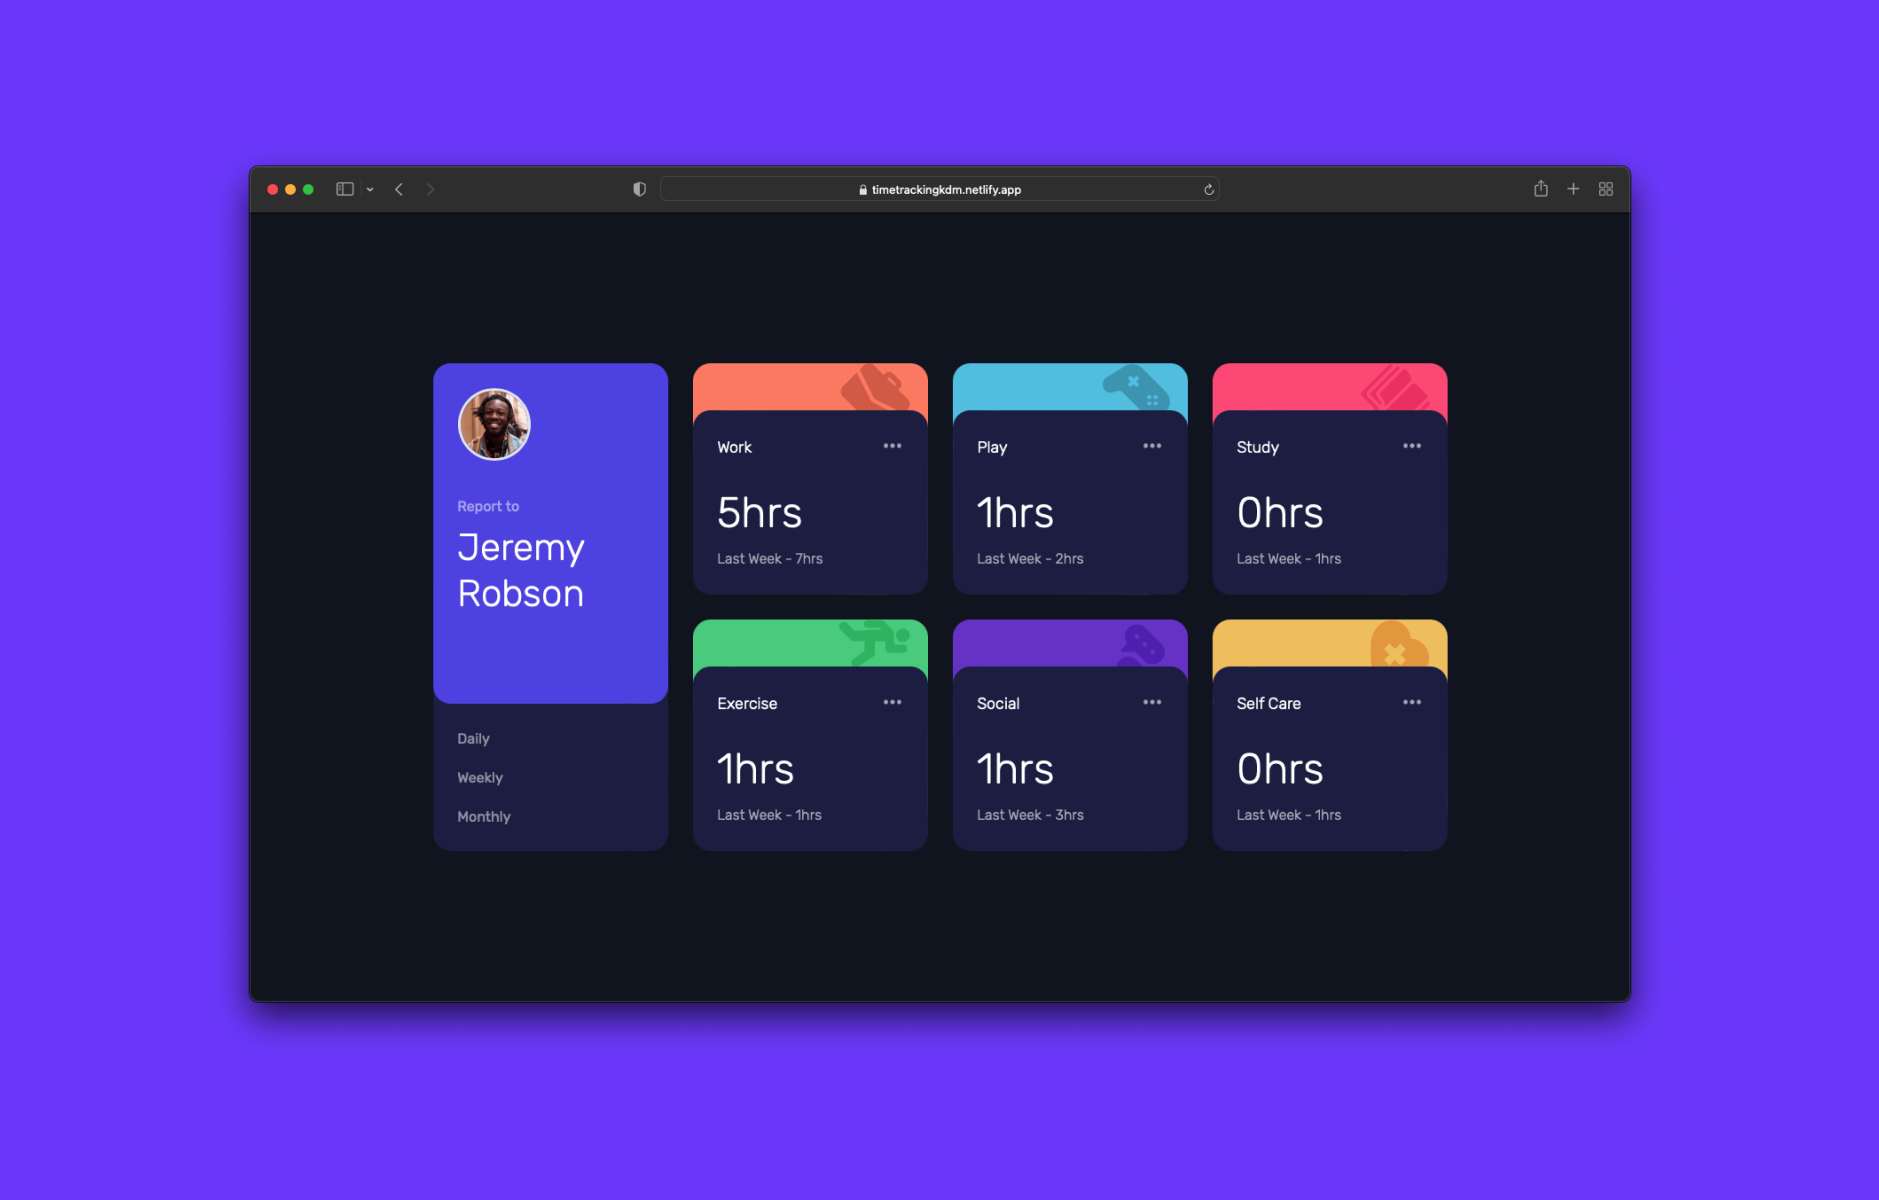 timetrackingkdm.netlify.app
Report to
Jeremy
Robson
Daily
Weekly
Monthly
Work
5hrs
Last Week - 7hrs
Play
1hrs
Last Week - 2hrs
Study
0hrs
Last Week - 1hrs
Exercise
1hrs
Last Week - 1hrs
Social
1hrs
Last Week - 3hrs
Self Care
0hrs
Last Week - 1hrs